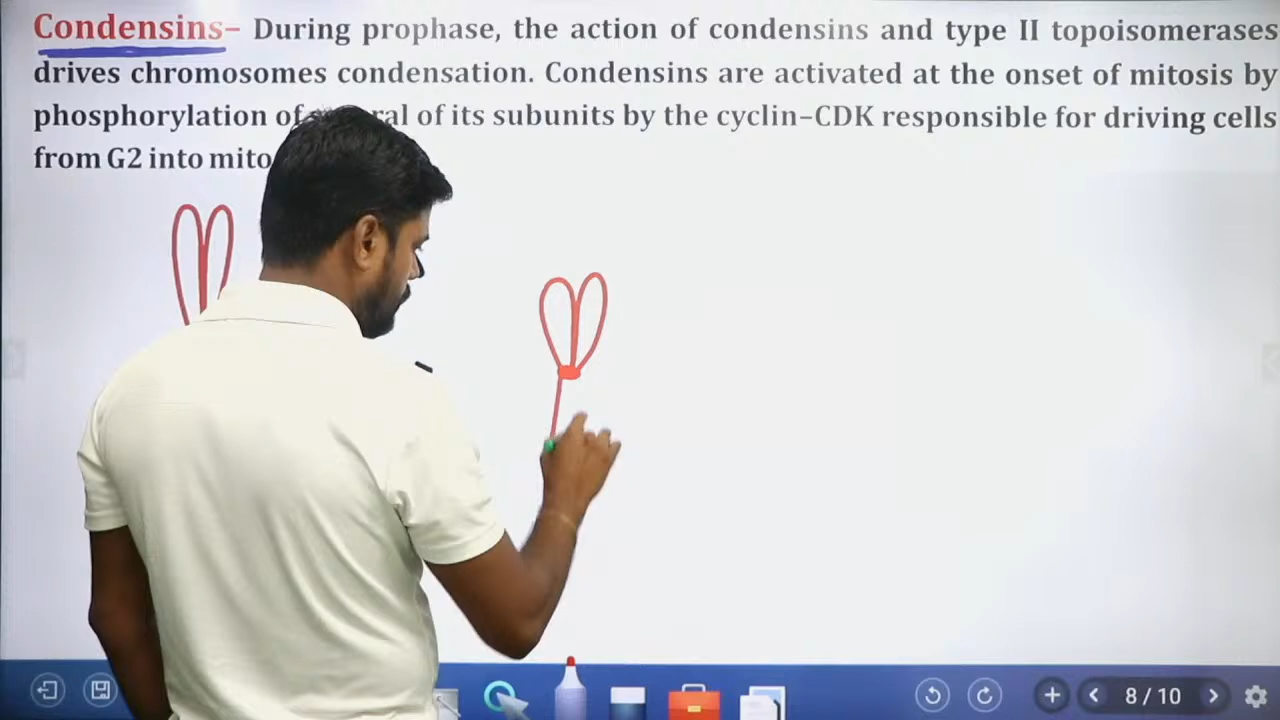 Condensins– During prophase, the action of condensins and type II topoisomerases
drives chromosomes condensation. Condensins are activated at the onset of mitosis by
phosphorylation of of its subunits by the cyclin–CDK responsible for driving cells
from G2 into
8 / 10